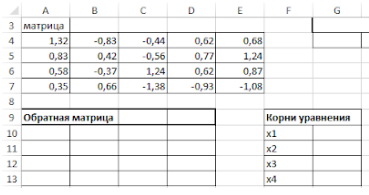 A B C D E F G
3 матрица
4 1,32 -0,83 -0,44 0,62 0,68
5 0,83 0,42 -0,56 0,77 1,24
6 0,58 -0,37 1,24 0,62 0,87
7 0,35 0,66 -1,38 -0,93 -1,08
8
9 Обратная матрица Корни уравнения
10 x1
11 x2
12 x3
13 x4